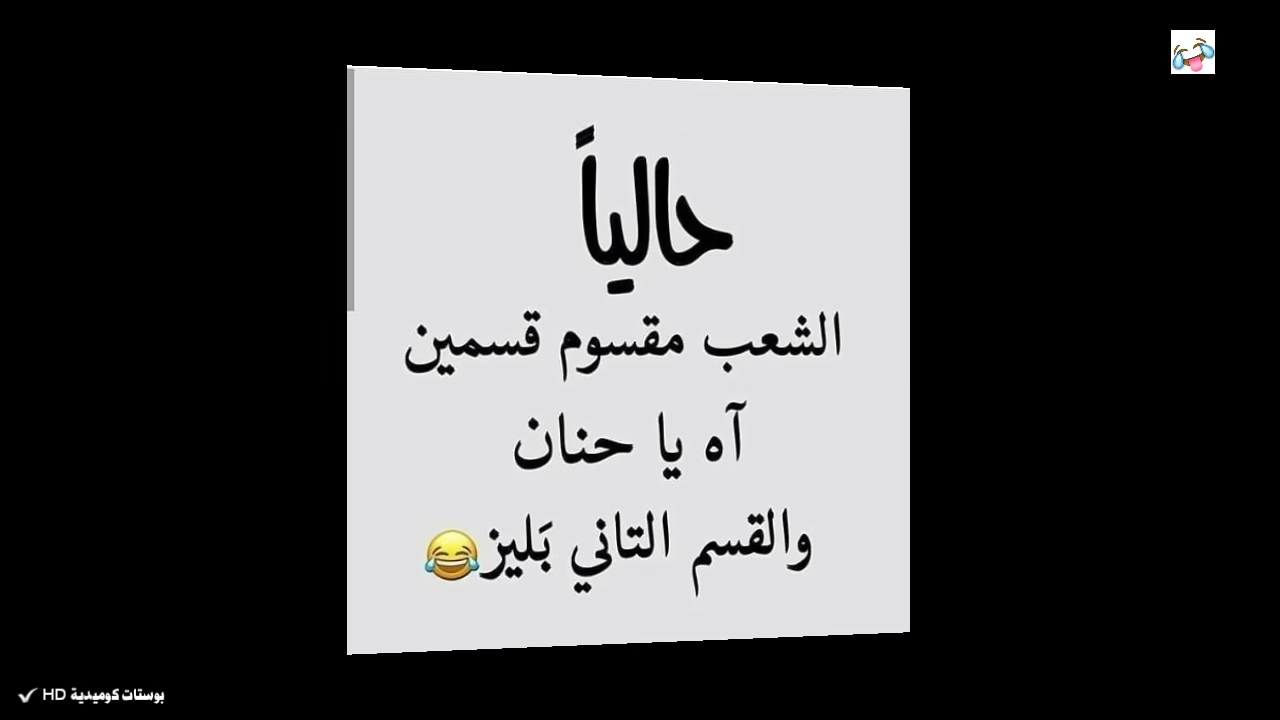 حالياً
الشعب مقسوم قسمين
آه يا حنان
والقسم التاني بَليز😂
بوستات كوميدية HD